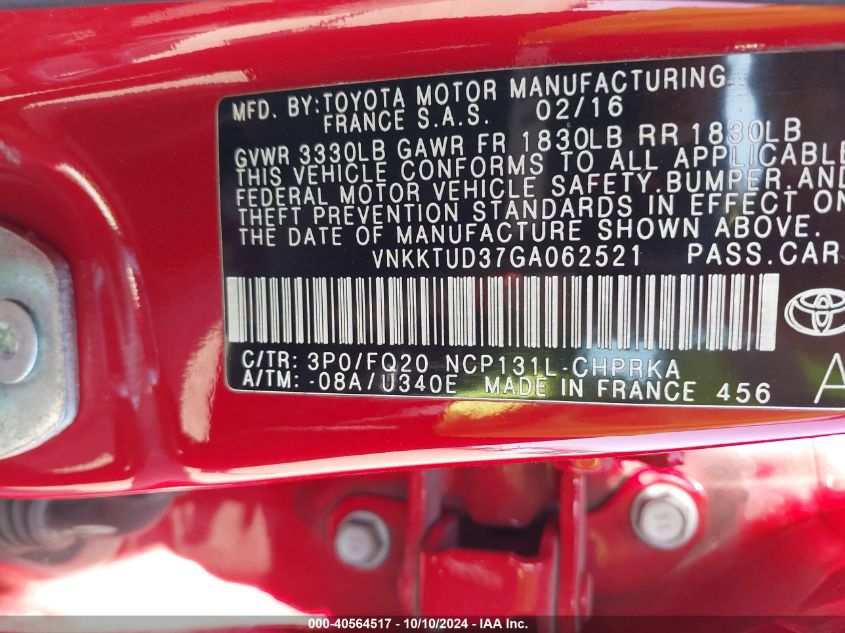 MFD. BY:TOYOTA MOTOR MANUFACTURING
FRANCE S.A.S. 02/16
GVWR 3330LB GAWR FR 1830LB RR 1830LB
THIS VEHICLE CONFORMS TO ALL APPLICABLE
FEDERAL MOTOR VEHICLE SAFETY,BUMPER,AND
THEFT PREVENTION STANDARDS IN EFFECT ON
THE DATE OF MANUFACTURE SHOWN ABOVE.
VNKKTUD37GA062521 PASS.CAR
C/TR: 3P0/FQ20 NCP131L-CHPRKA
A/TM: -08A/U340E MADE IN FRANCE 456 A
000-40564517 - 10/10/2024 - IAA Inc.